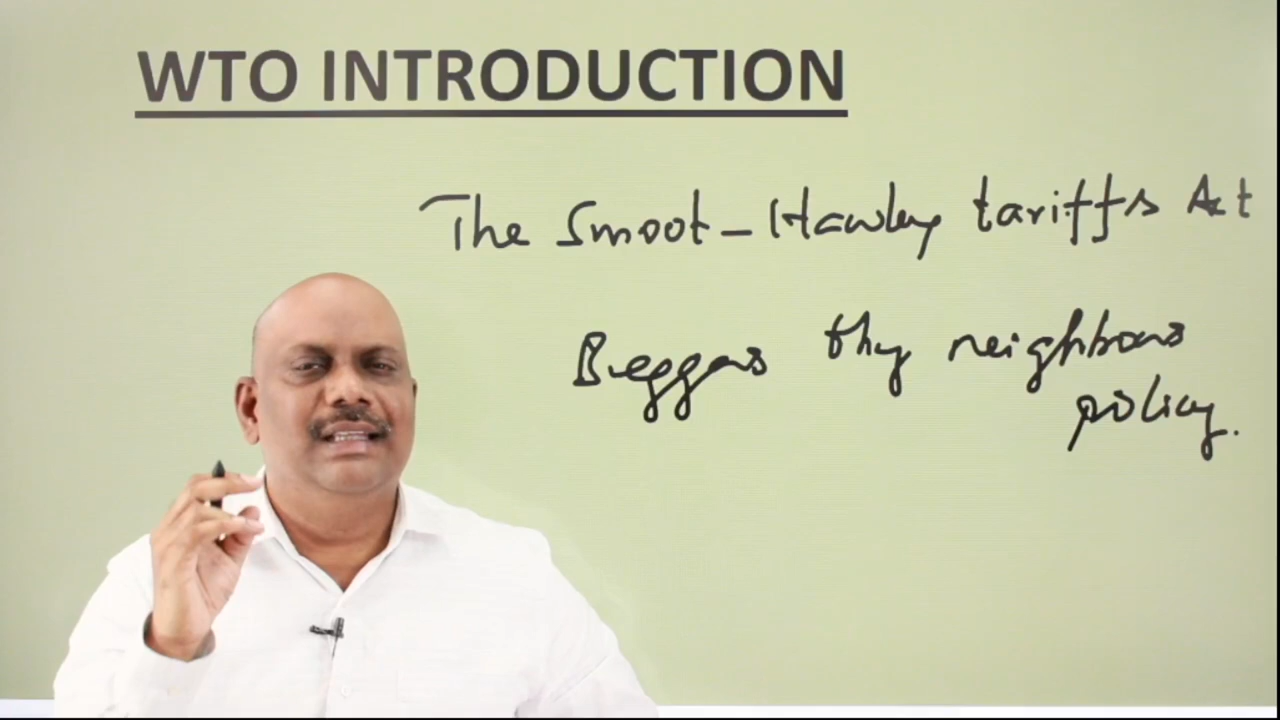 WTO INTRODUCTION
The Smoot-Hawley tariffs Act
Beggars thy neighbours
policy.